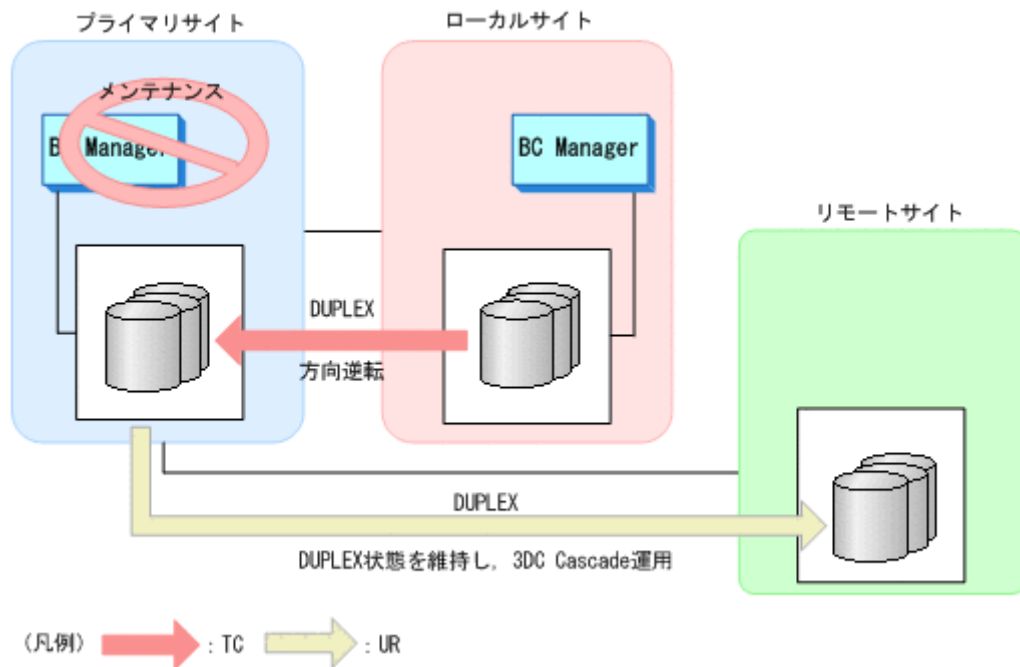 プライマリサイト
ローカルサイト
メンテナンス
BC Manager
BC Manager
リモートサイト
DUPLEX
方向逆転
DUPLEX
DUPLEX状態を維持し，3DC Cascade運用
（凡例） ：TC ：UR